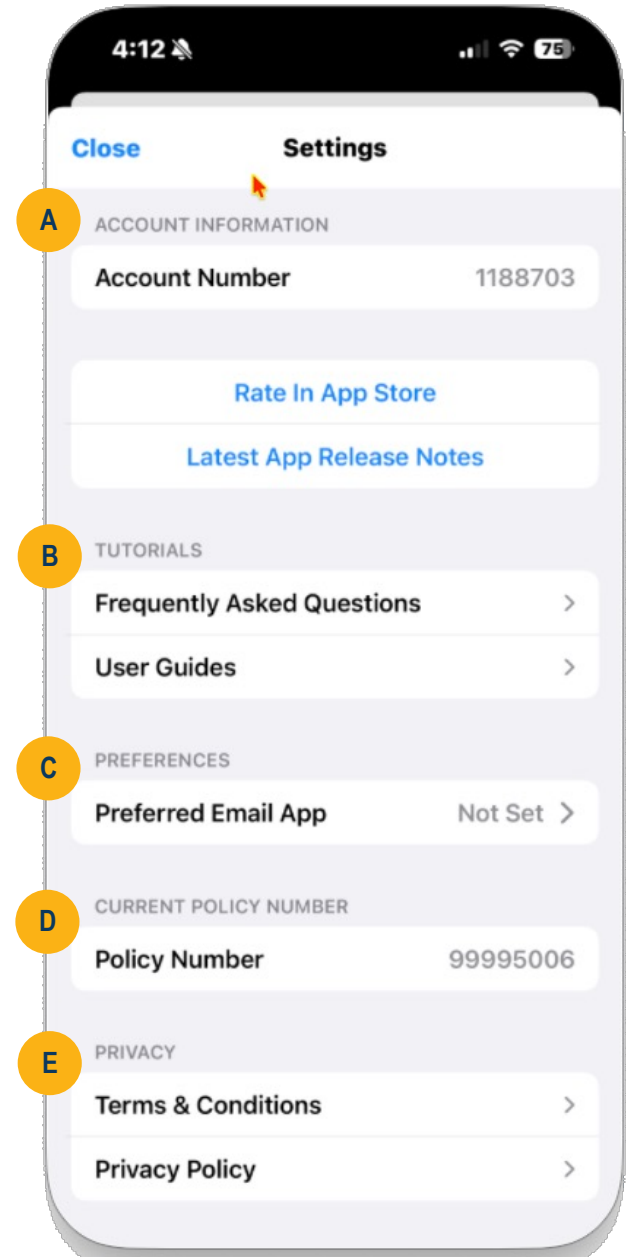 4:12 75
Close Settings
A ACCOUNT INFORMATION
Account Number 1188703
Rate In App Store
Latest App Release Notes
B TUTORIALS
Frequently Asked Questions
User Guides
C PREFERENCES
Preferred Email App Not Set
D CURRENT POLICY NUMBER
Policy Number 99995006
E PRIVACY
Terms & Conditions
Privacy Policy